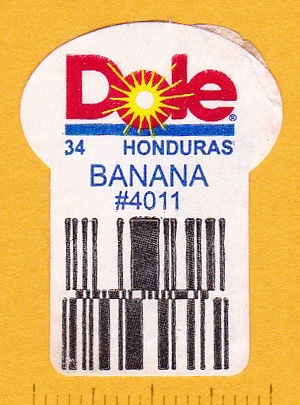 Dole®
34 HONDURAS
BANANA
#4011